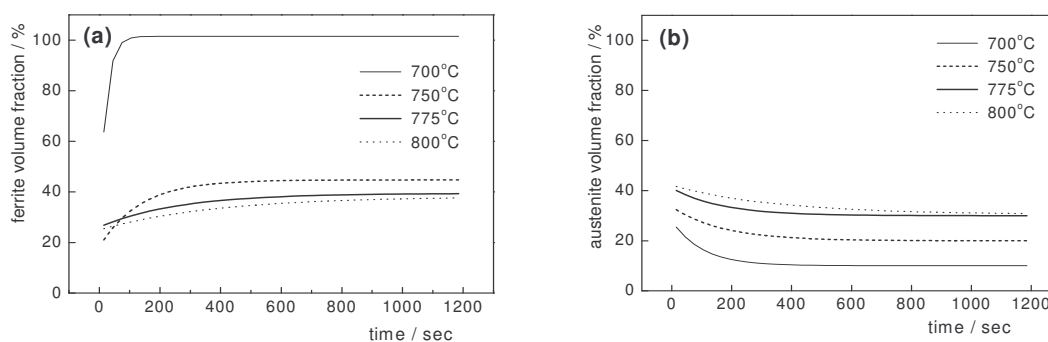 (a)
ferrite volume fraction / %
100
80
60
40
20
0
700°C
750°C
775°C
800°C
0 200 400 600 800 1000 1200
time / sec
(b)
austenite volume fraction / %
100
80
60
40
20
0
700°C
750°C
775°C
800°C
0 200 400 600 800 1000 1200
time / sec